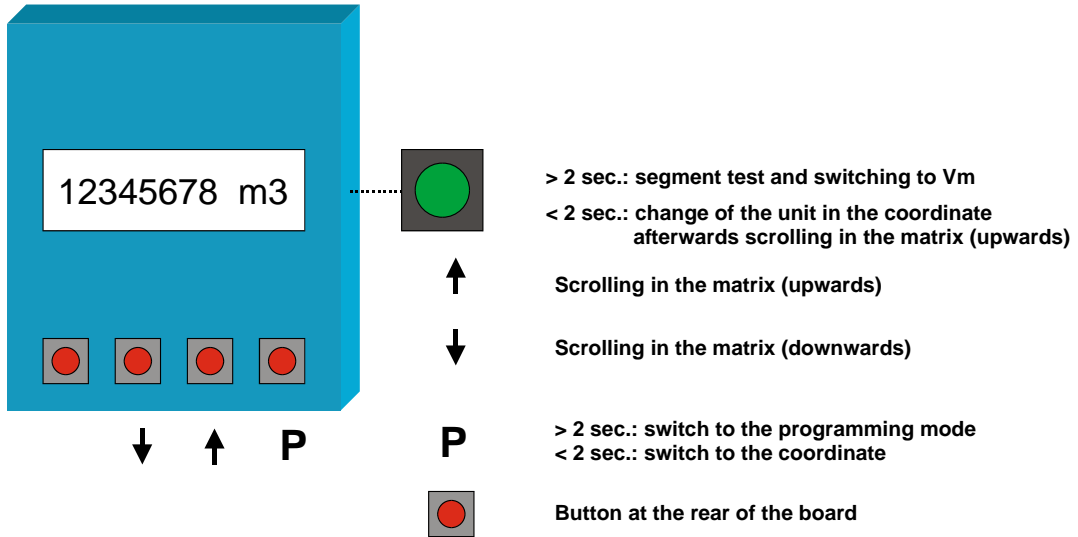 12345678 m3
> 2 sec.: segment test and switching to Vm
< 2 sec.: change of the unit in the coordinate
afterwards scrolling in the matrix (upwards)
Scrolling in the matrix (upwards)
Scrolling in the matrix (downwards)
P
P
> 2 sec.: switch to the programming mode
< 2 sec.: switch to the coordinate
Button at the rear of the board